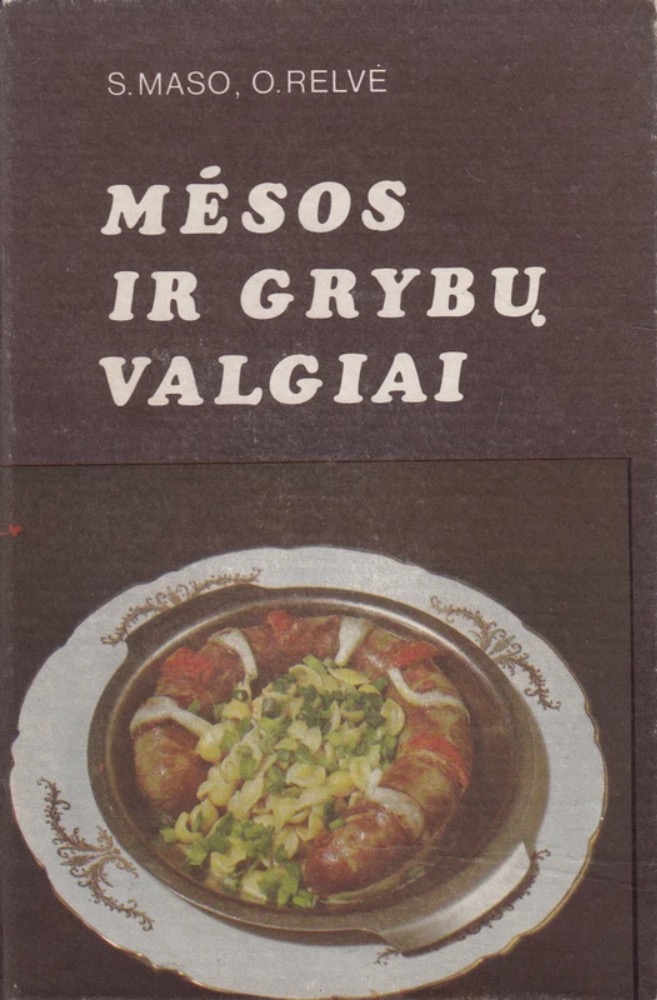 S.MASO, O.RELVĖ
MĖSOS
IR GRYBŲ
VALGIAI